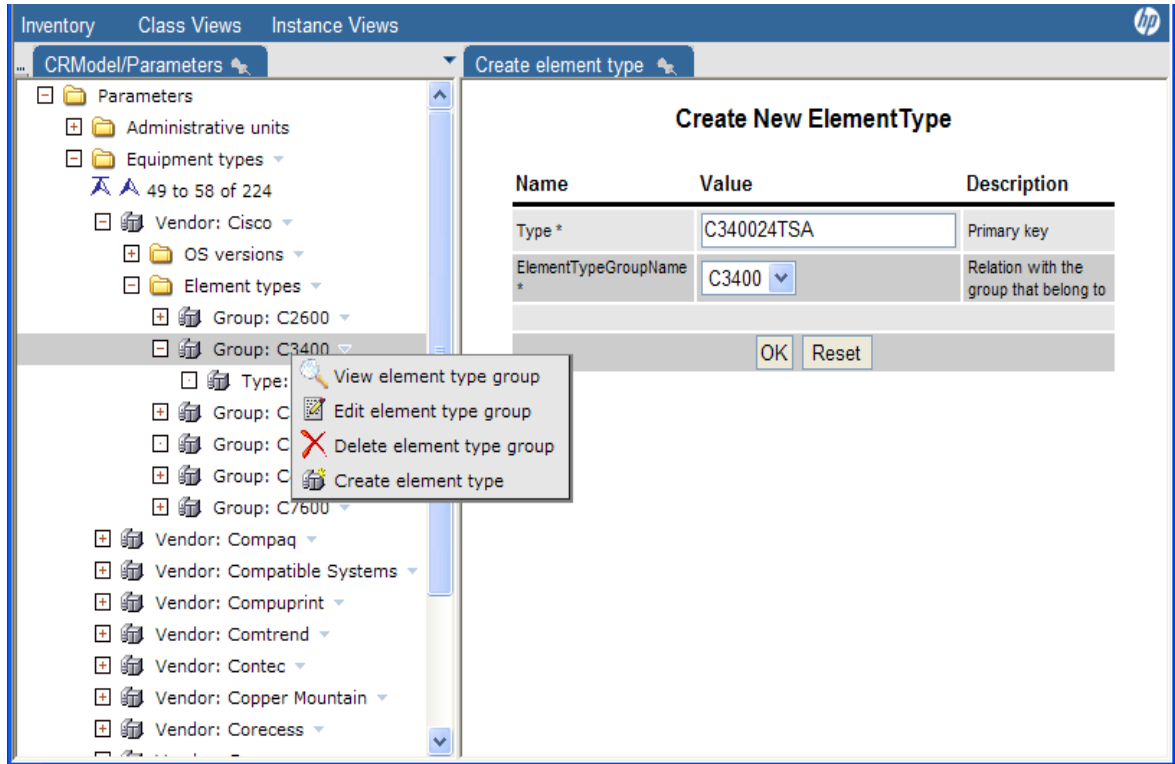 Inventory Class Views Instance Views hp
... CRModel/Parameters Create element type
Parameters
Administrative units
Equipment types
49 to 58 of 224
Vendor: Cisco
OS versions
Element types
Group: C2600
Group: C3400
Type:
Group: C
Group: C
Group: C
Group: C7600
Vendor: Compaq
Vendor: Compatible Systems
Vendor: Compuprint
Vendor: Comtrend
Vendor: Contec
Vendor: Copper Mountain
Vendor: Corecess
View element type group
Edit element type group
Delete element type group
Create element type
Create New ElementType
Name Value Description
Type * C340024TSA Primary key
ElementTypeGroupName
*
C3400
Relation with the
group that belong to
OK Reset